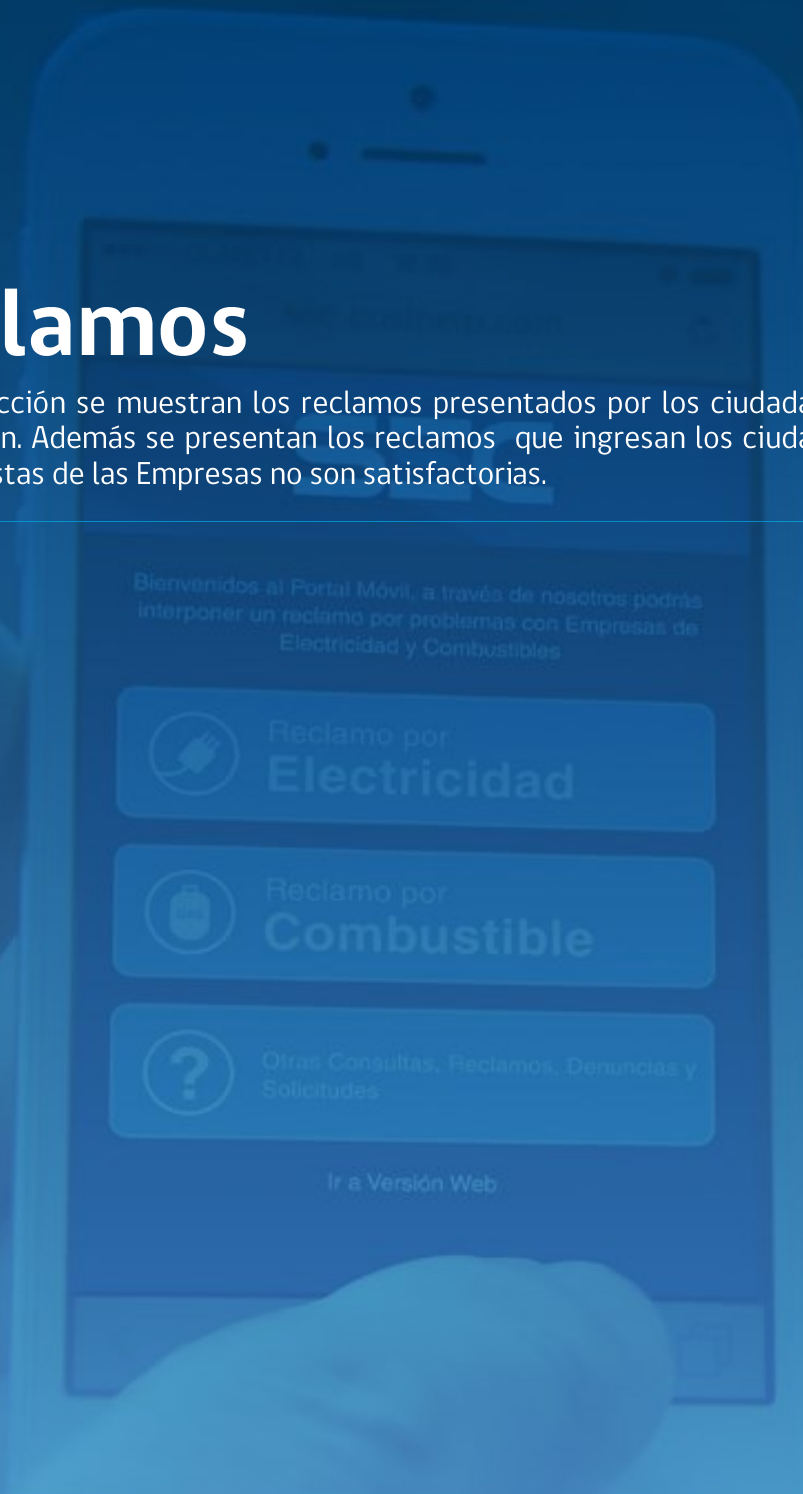 lamos
cción se muestran los reclamos presentados por los ciudada
n. Además se presentan los reclamos que ingresan los ciuda
stas de las Empresas no son satisfactorias.
SEC
Bienvenidos al Portal Móvil, a través de nosotros podrás
interponer un reclamo por problemas con Empresas de
Electricidad y Combustibles
Reclamo por
Electricidad
Reclamo por
Combustible
GAS
Otras Consultas, Reclamos, Denuncias y
Solicitudes
Ir a Versión Web